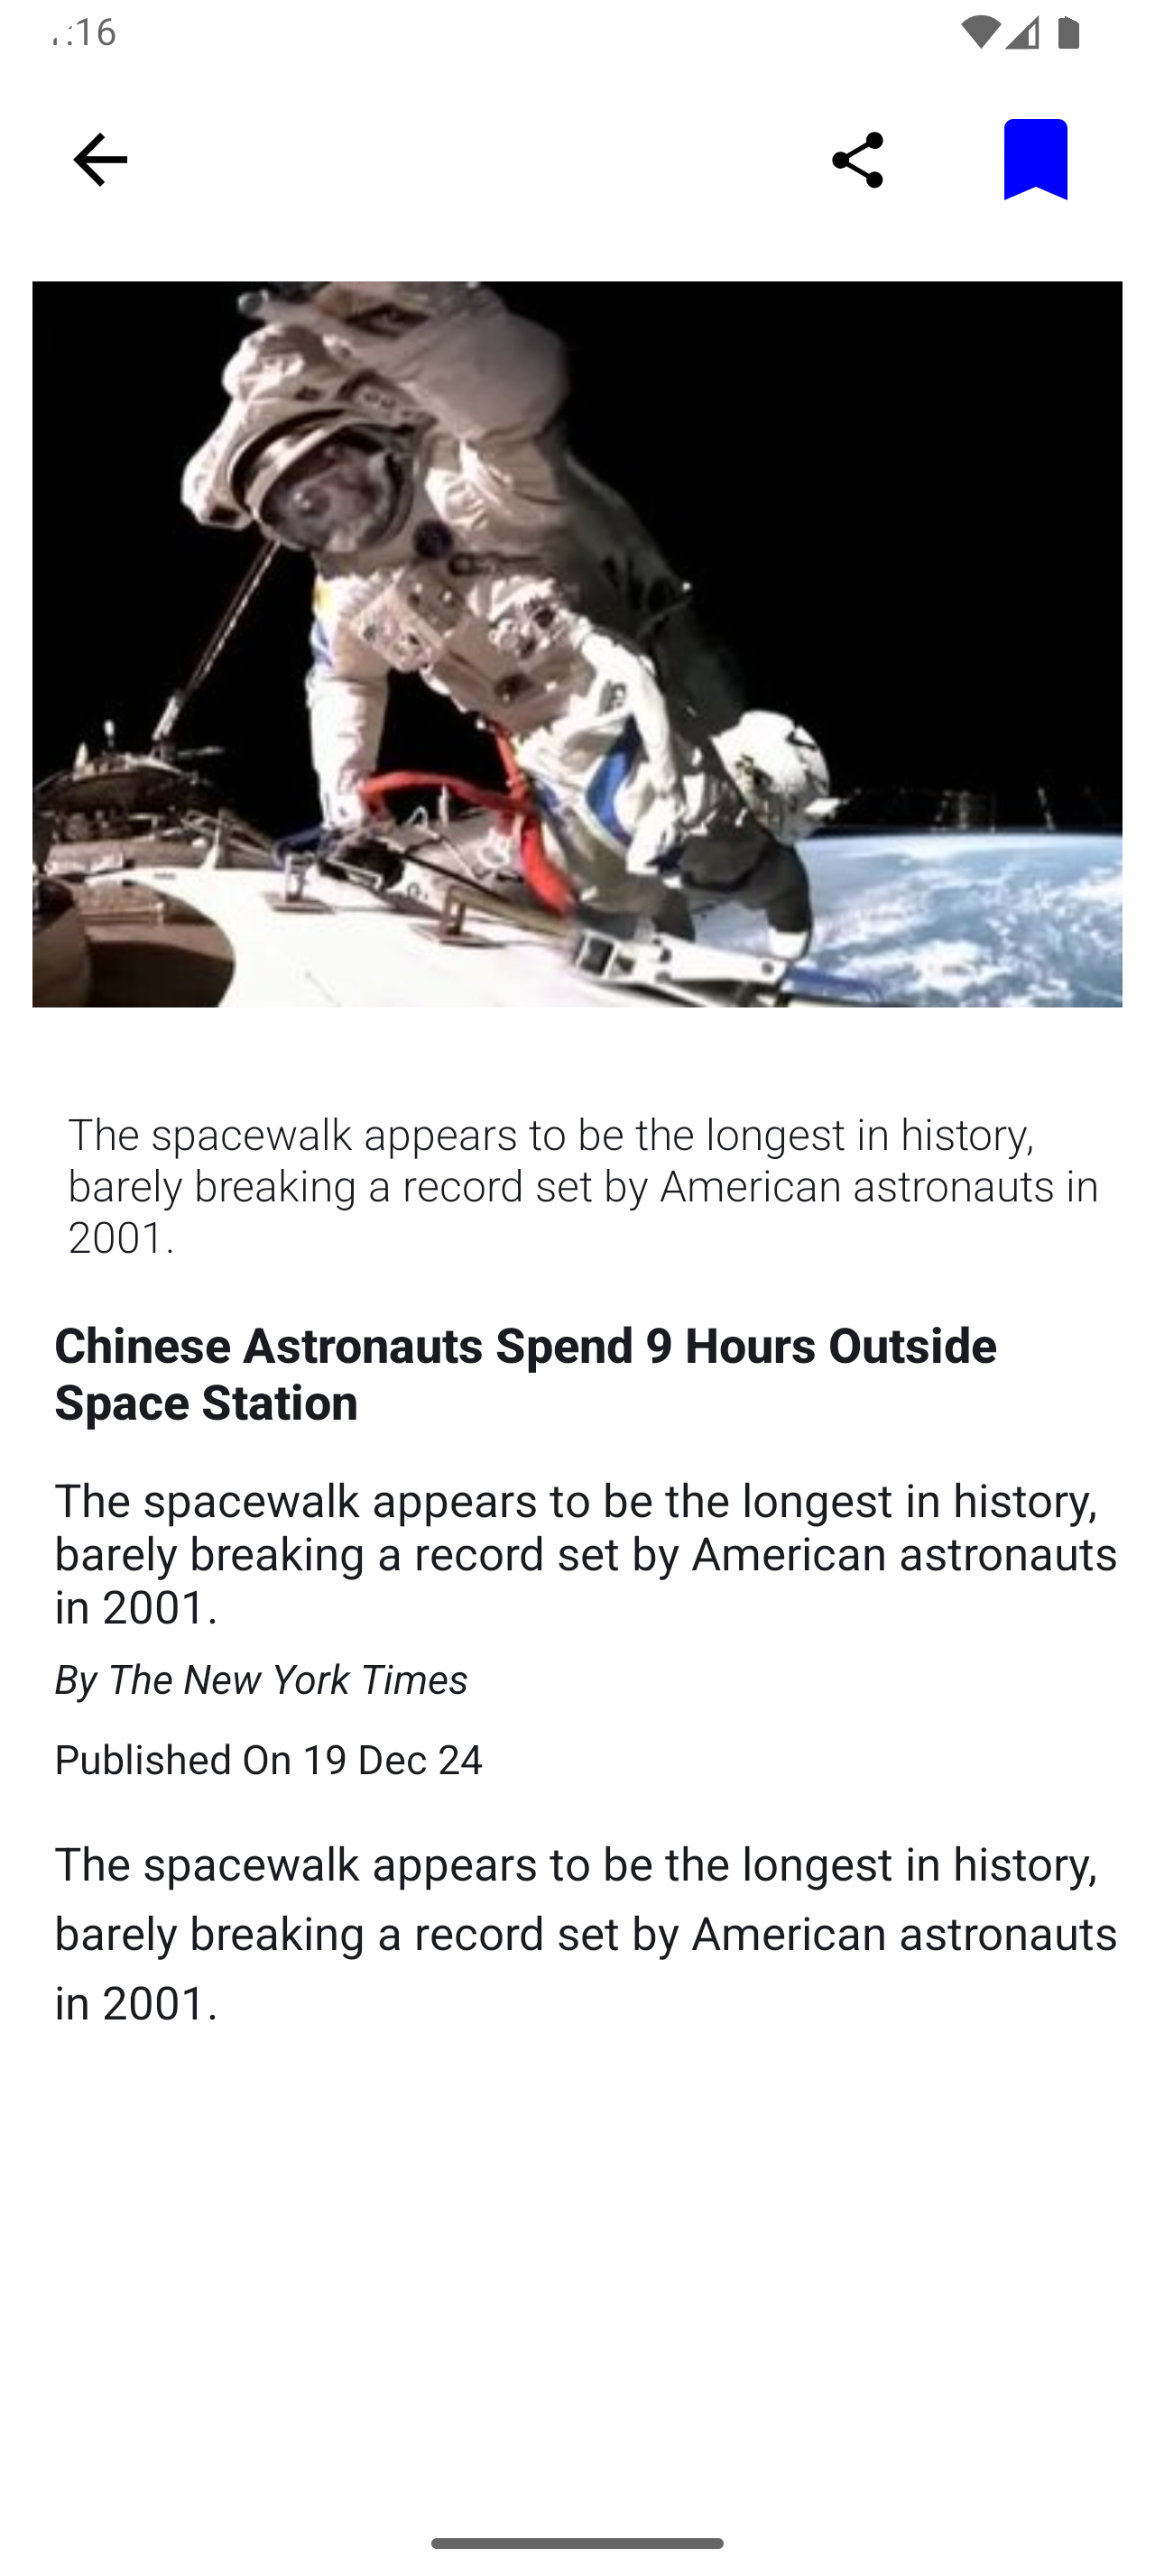 :16
The spacewalk appears to be the longest in history,
barely breaking a record set by American astronauts in
2001.
Chinese Astronauts Spend 9 Hours Outside
Space Station
The spacewalk appears to be the longest in history,
barely breaking a record set by American astronauts
in 2001.
By The New York Times
Published On 19 Dec 24
The spacewalk appears to be the longest in history,
barely breaking a record set by American astronauts
in 2001.